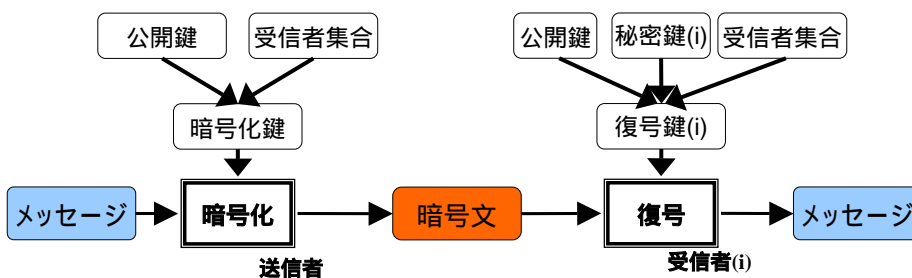 公開鍵
受信者集合
公開鍵
秘密鍵(i)
受信者集合
暗号化鍵
復号鍵(i)
メッセージ
暗号化
暗号文
復号
メッセージ
送信者
受信者(i)